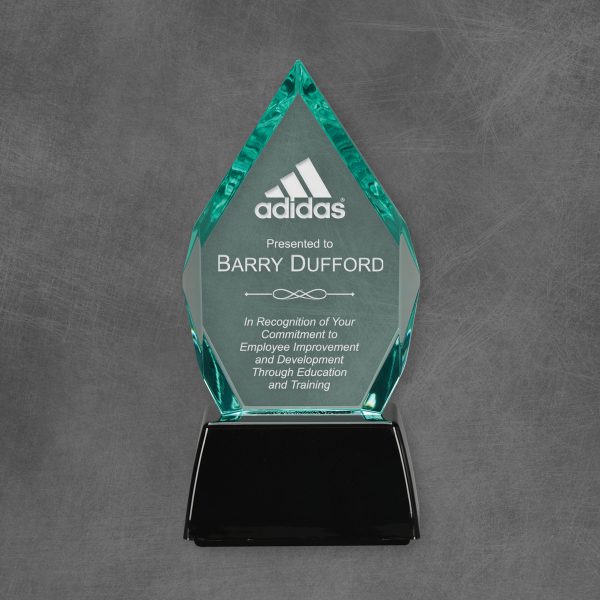 adidas®
Presented to
BARRY DUFFORD
In Recognition of Your
Commitment to
Employee Improvement
and Development
Through Education
and Training